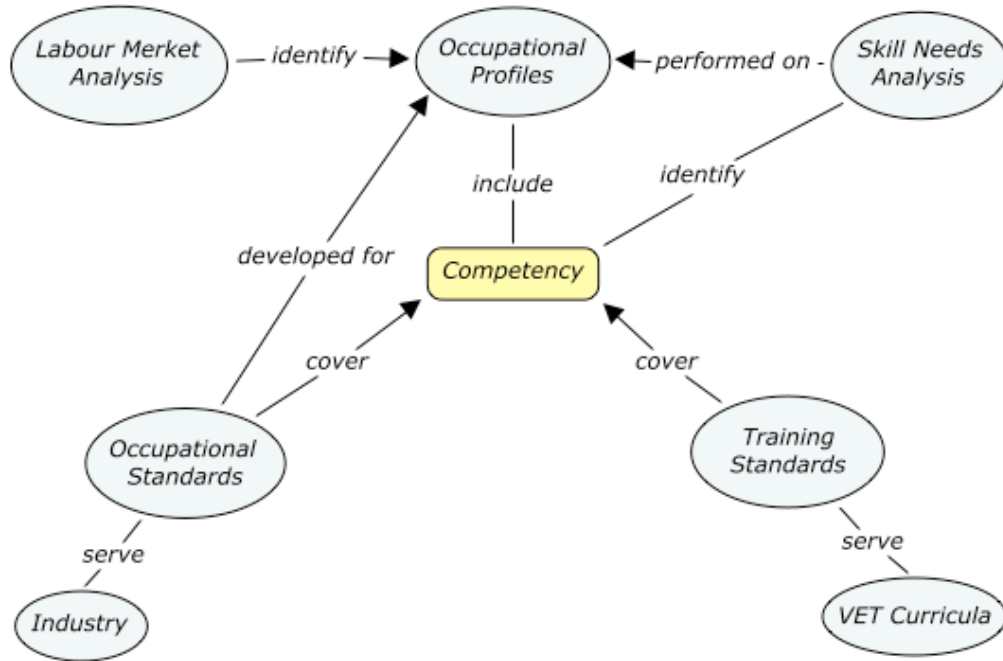 Labour Merket
Analysis
identify
Occupational
Profiles
performed on
Skill Needs
Analysis
include
identify
developed for
Competency
cover
cover
Occupational
Standards
Training
Standards
serve
serve
Industry
VET Curricula